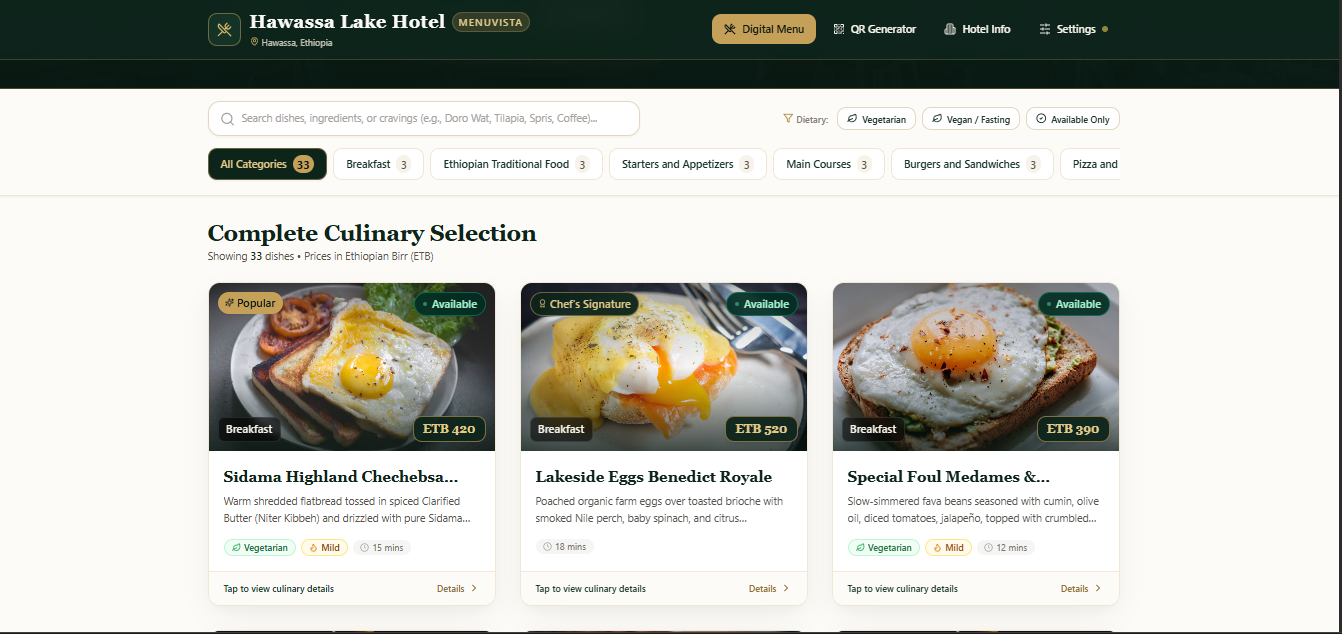 Hawassa Lake Hotel MENUVISTA
Hawassa, Ethiopia
Digital Menu QR Generator Hotel Info Settings
Search dishes, ingredients, or cravings (e.g., Doro Wat, Tilapia, Spris, Coffee)...
Dietary: Vegetarian Vegan / Fasting Available Only
All Categories 33 Breakfast 3 Ethiopian Traditional Food 3 Starters and Appetizers 3 Main Courses 3 Burgers and Sandwiches 3 Pizza and
Complete Culinary Selection
Showing 33 dishes • Prices in Ethiopian Birr (ETB)
Popular Available
Breakfast ETB 420
Sidama Highland Chechebsa...
Warm shredded flatbread tossed in spiced Clarified
Butter (Niter Kibbeh) and drizzled with pure Sidama...
Vegetarian Mild 15 mins
Tap to view culinary details Details
Chef's Signature Available
Breakfast ETB 520
Lakeside Eggs Benedict Royale
Poached organic farm eggs over toasted brioche with
smoked Nile perch, baby spinach, and citrus...
18 mins
Tap to view culinary details Details
Available
Breakfast ETB 390
Special Foul Medames &...
Slow-simmered fava beans seasoned with cumin, olive
oil, diced tomatoes, jalapeño, topped with crumbled...
Vegetarian Mild 12 mins
Tap to view culinary details Details